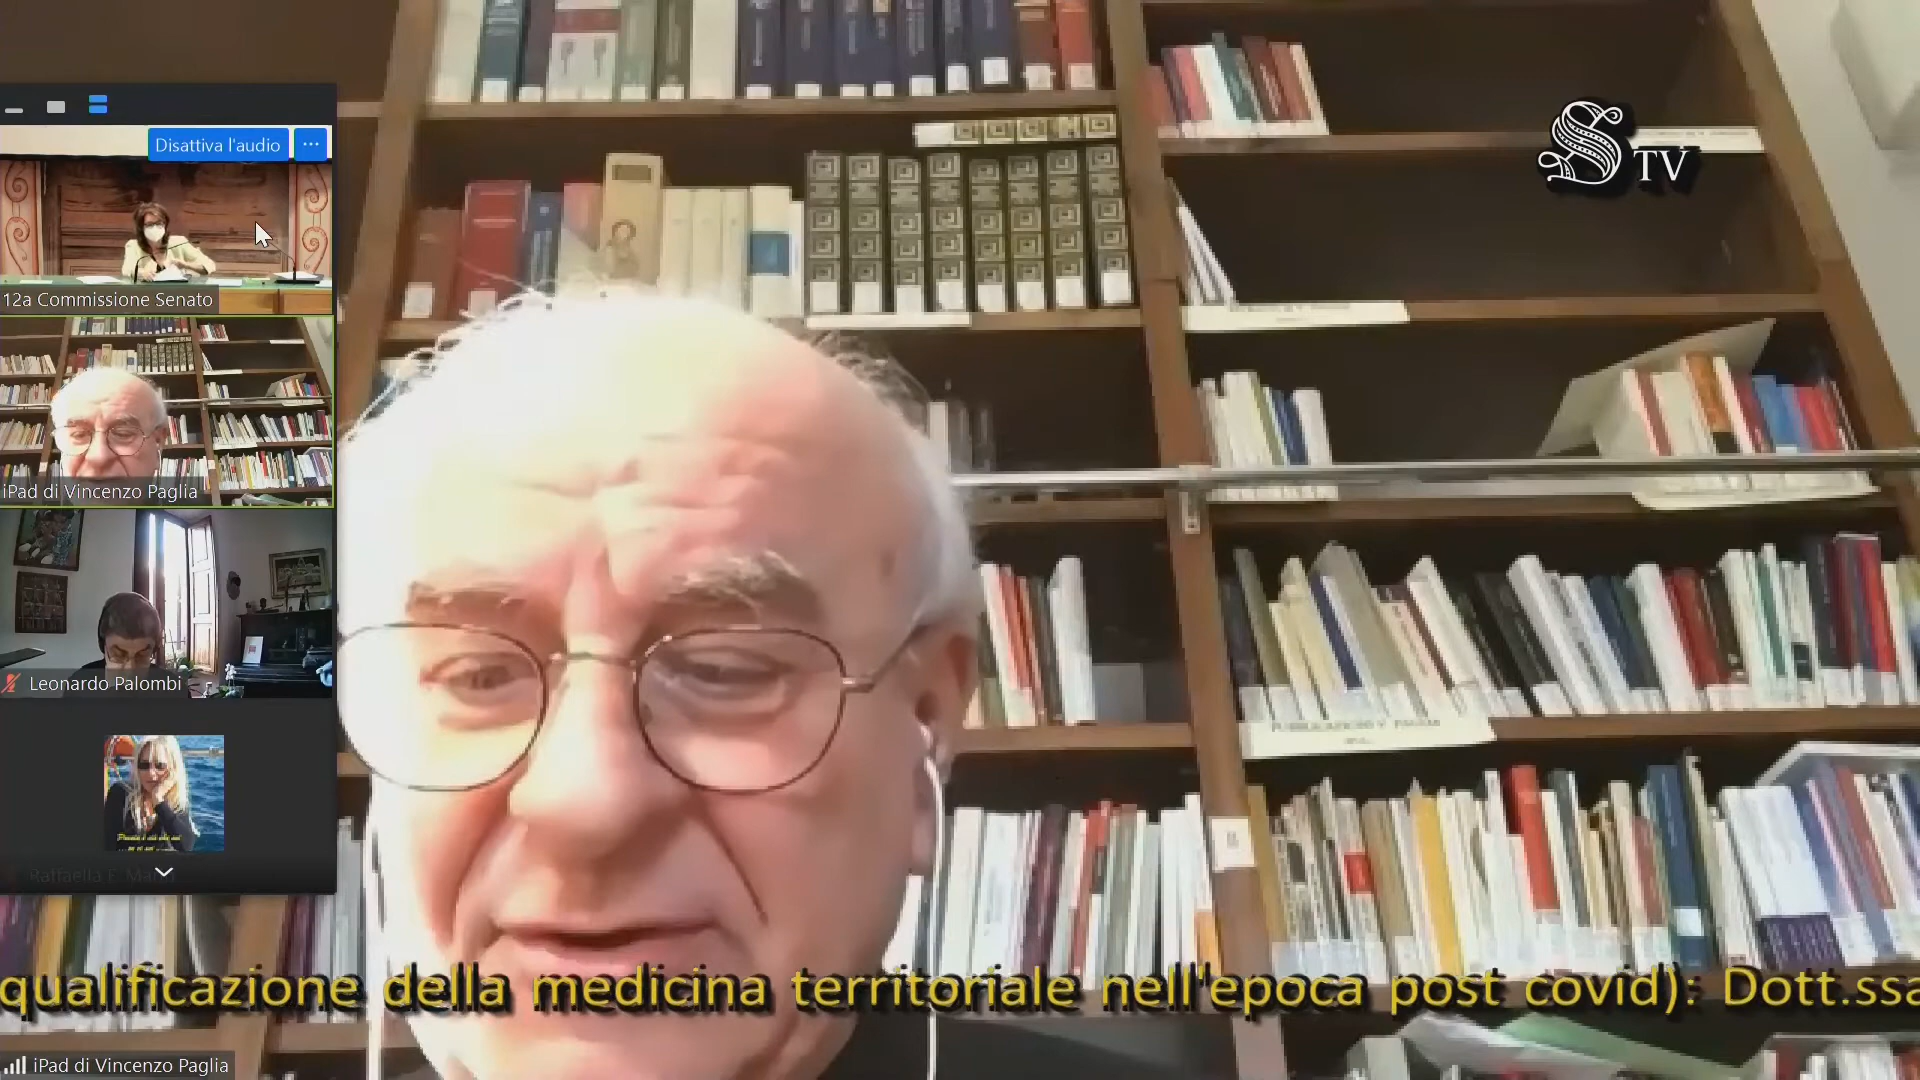 Disattiva l'audio
12a Commissione Senato
iPad di Vincenzo Paglia
Leonardo Palombi
S TV
qualificazione della medicina territoriale nell'epoca post covid): Dott.ssa
iPad di Vincenzo Paglia